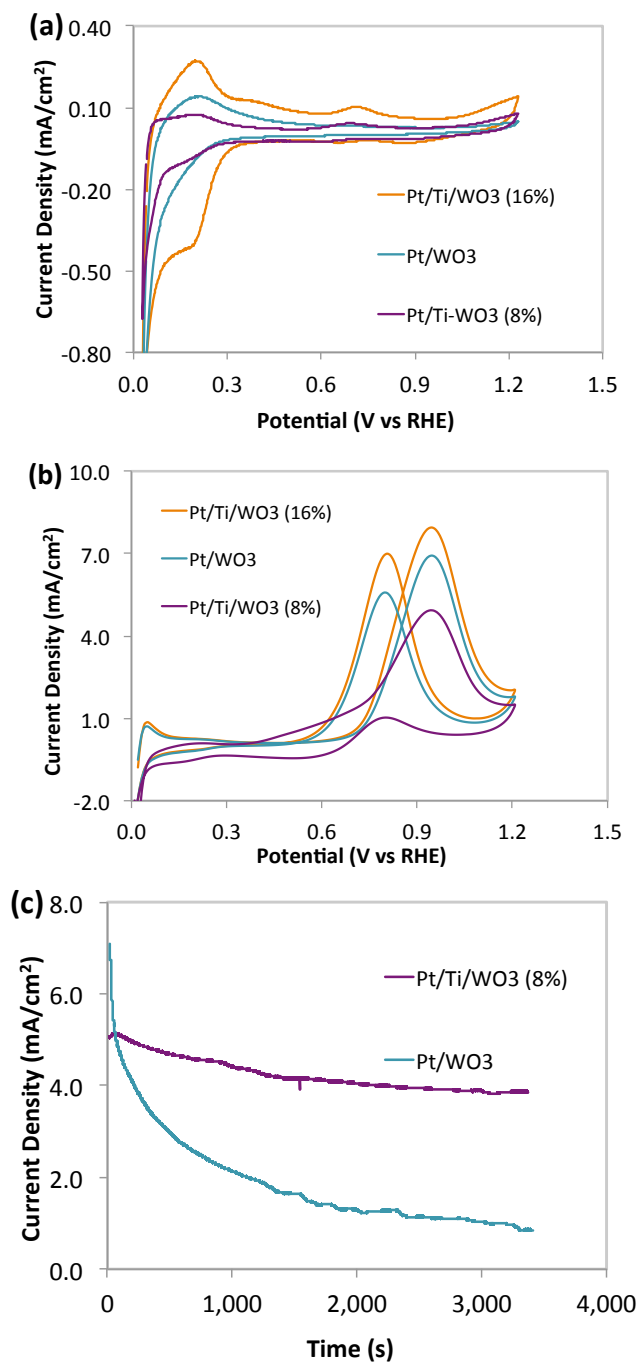 (a)
0.40
0.10
-0.20
-0.50
-0.80
Current Density (mA/cm²)
Pt/Ti/WO3 (16%)
Pt/WO3
Pt/Ti-WO3 (8%)
0.0 0.3 0.6 0.9 1.2 1.5
Potential (V vs RHE)
(b)
10.0
7.0
4.0
1.0
-2.0
Current Density (mA/cm²)
Pt/Ti/WO3 (16%)
Pt/WO3
Pt/Ti/WO3 (8%)
0.0 0.3 0.6 0.9 1.2 1.5
Potential (V vs RHE)
(c)
8.0
6.0
4.0
2.0
0.0
Current Density (mA/cm²)
Pt/Ti/WO3 (8%)
Pt/WO3
0 1,000 2,000 3,000 4,000
Time (s)